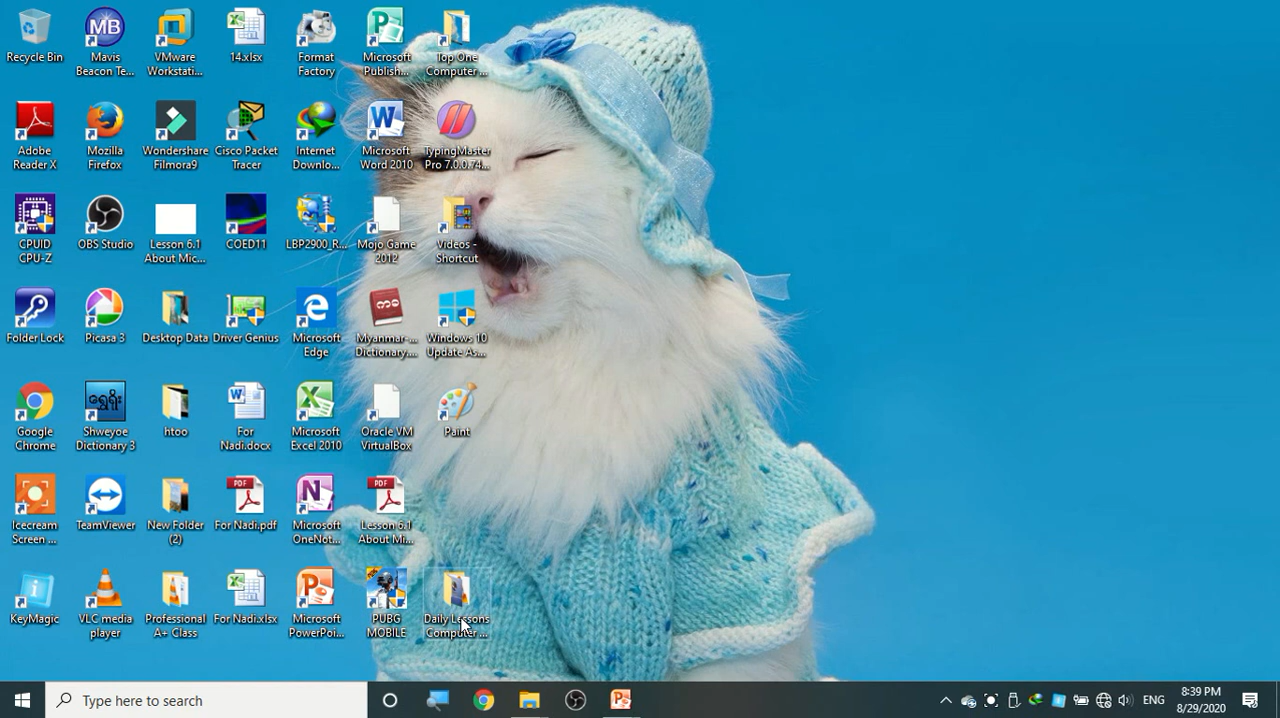 Recycle Bin
Mavis
Beacon Te...
VMware
Workstati...
14.xlsx
Format
Factory
Microsoft
Publish...
Top One
Computer ...
Adobe
Reader X
Mozilla
Firefox
Wondershare
Filmora9
Cisco Packet
Tracer
Internet
Downlo...
Microsoft
Word 2010
TypingMaster
Pro 7.0.0.74...
CPUID
CPU-Z
OBS Studio
Lesson 6.1
About Mic...
COED11
LBP2900_R...
Mojo Game
2012
Videos -
Shortcut
Folder Lock
Picasa 3
Desktop Data
Driver Genius
Microsoft
Edge
Myanmar-...
Dictionary....
Windows 10
Update As...
Google
Chrome
Shweyoe
Dictionary 3
htoo
For
Nadi.docx
Microsoft
Excel 2010
Oracle VM
VirtualBox
Paint
Icecream
Screen ...
TeamViewer
New Folder
(2)
For Nadi.pdf
Microsoft
OneNot...
Lesson 6.1
About Mi...
KeyMagic
VLC media
player
Professional
A+ Class
For Nadi.xlsx
Microsoft
PowerPoi...
PUBG
MOBILE
Daily Lessons
Computer ...
Type here to search
ENG
8:39 PM
8/29/2020